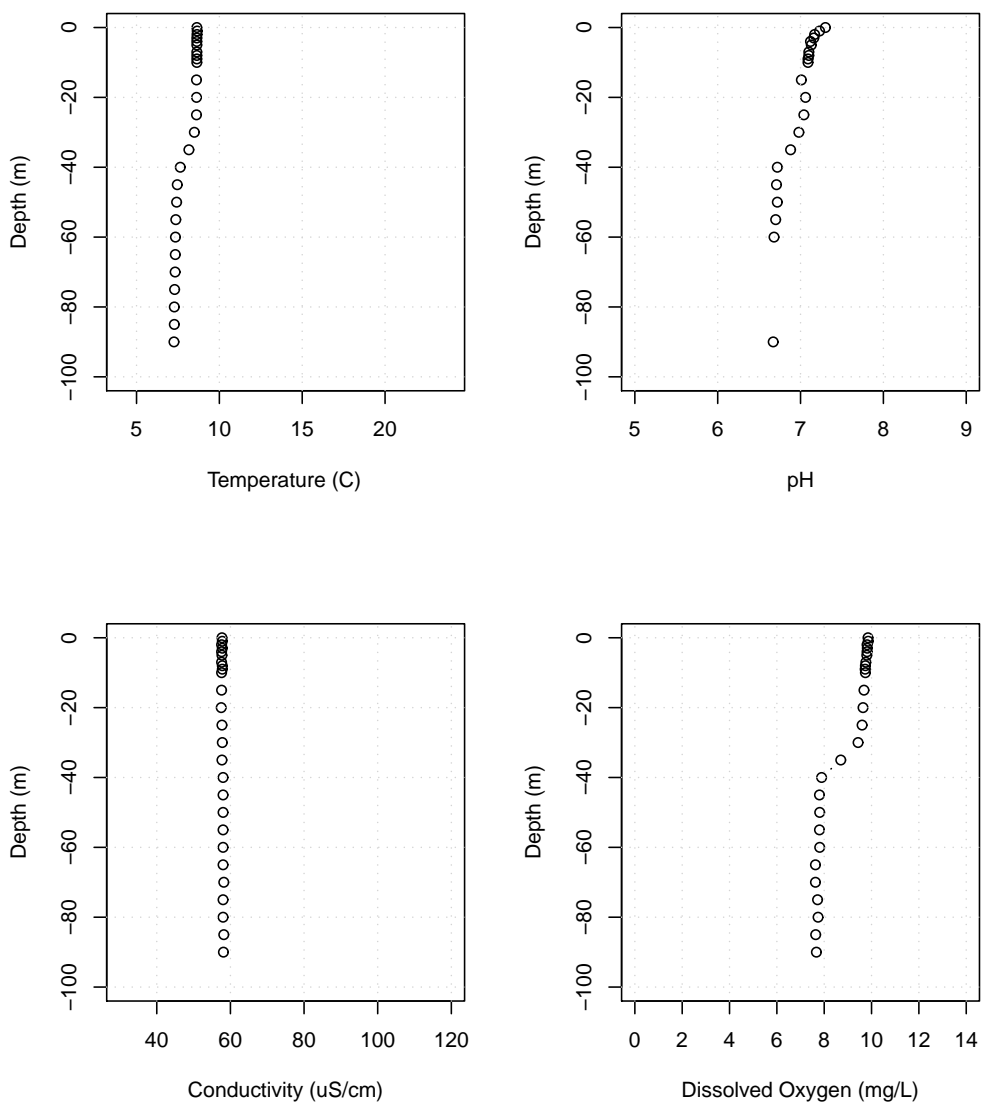 0
−20
−40
−60
−80
−100
Depth (m)
5 10 15 20
Temperature (C)
0
−20
−40
−60
−80
−100
Depth (m)
5 6 7 8 9
pH
0
−20
−40
−60
−80
−100
Depth (m)
40 60 80 100 120
Conductivity (uS/cm)
0
−20
−40
−60
−80
−100
Depth (m)
0 2 4 6 8 10 12 14
Dissolved Oxygen (mg/L)